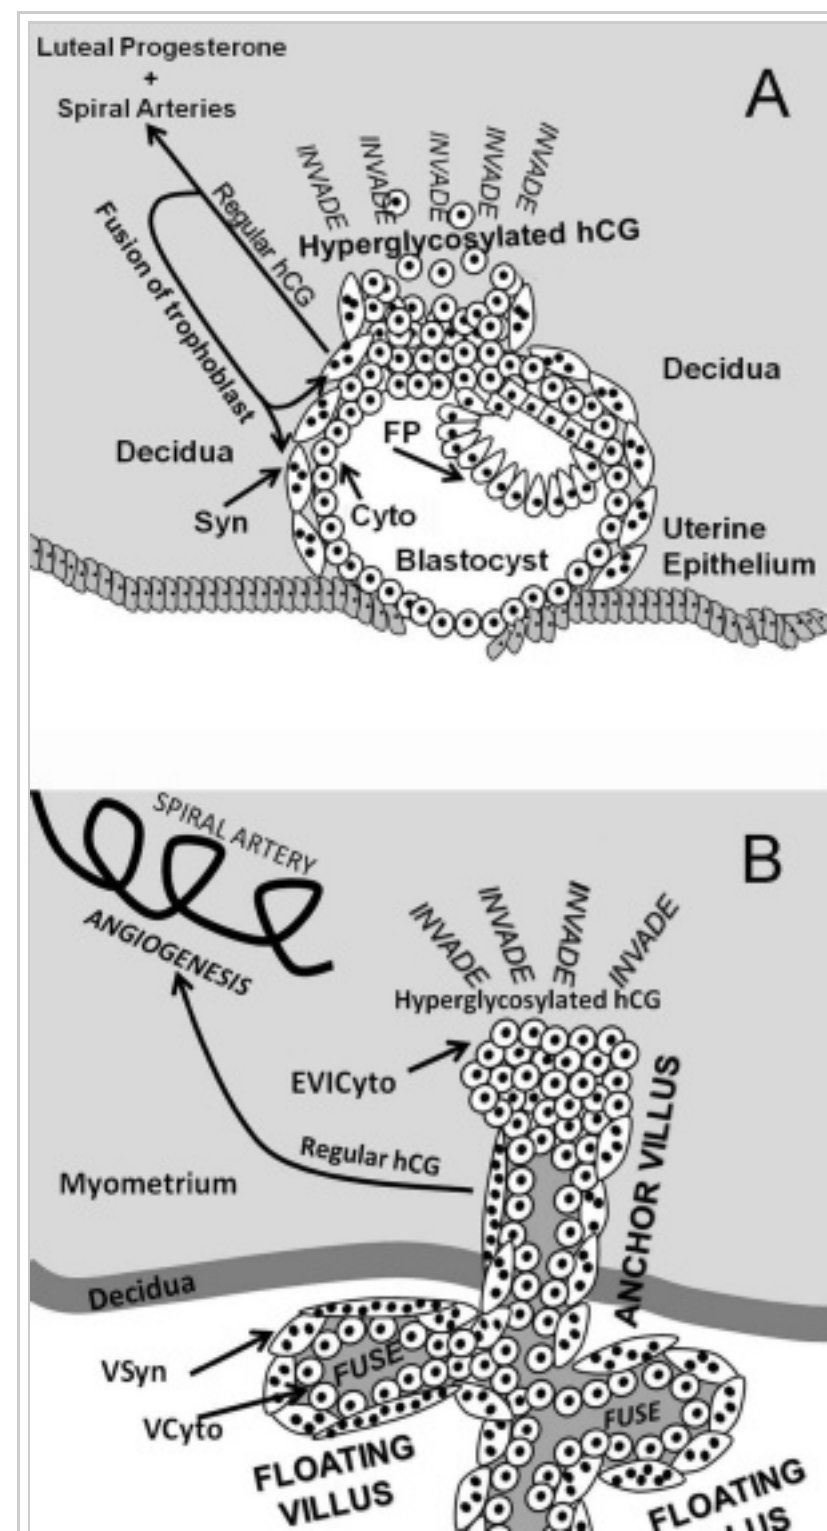 Luteal Progesterone
+
Spiral Arteries
A
INVADE
INVADE
INVADE
INVADE
INVADE
Hyperglycosylated hCG
Regular hCG
Fusion of trophoblast
Decidua
Decidua
FP
Syn
Cyto
Blastocyst
Uterine
Epithelium
SPIRAL ARTERY
B
ANGIOGENESIS
INVADE
INVADE
INVADE
INVADE
Hyperglycosylated hCG
EVICyto
Regular hCG
ANCHOR VILLUS
Myometrium
Decidua
VSyn
FUSE
VCyto
FUSE
FLOATING
VILLUS
FLOATING